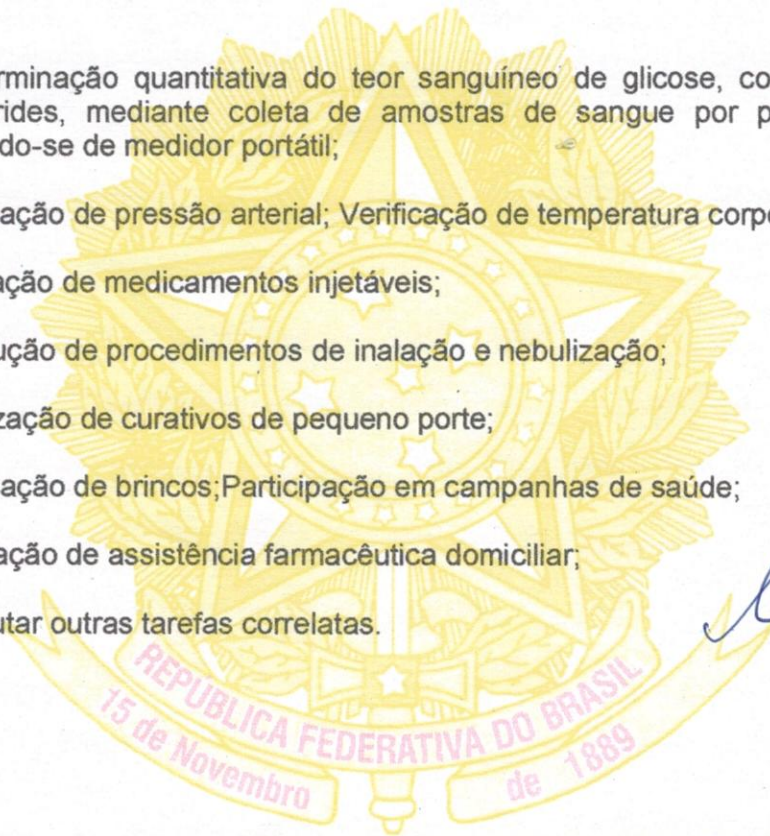 rminação quantitativa do teor sanguíneo de glicose, co
rides, mediante coleta de amostras de sangue por p
do-se de medidor portátil;
ação de pressão arterial; Verificação de temperatura corpo
ação de medicamentos injetáveis;
ução de procedimentos de inalação e nebulização;
zação de curativos de pequeno porte;
ação de brincos;Participação em campanhas de saúde;
ação de assistência farmacêutica domiciliar;
utar outras tarefas correlatas.
REPUBLICA FEDERATIVA DO BRASIL
15 de Novembro de 1889